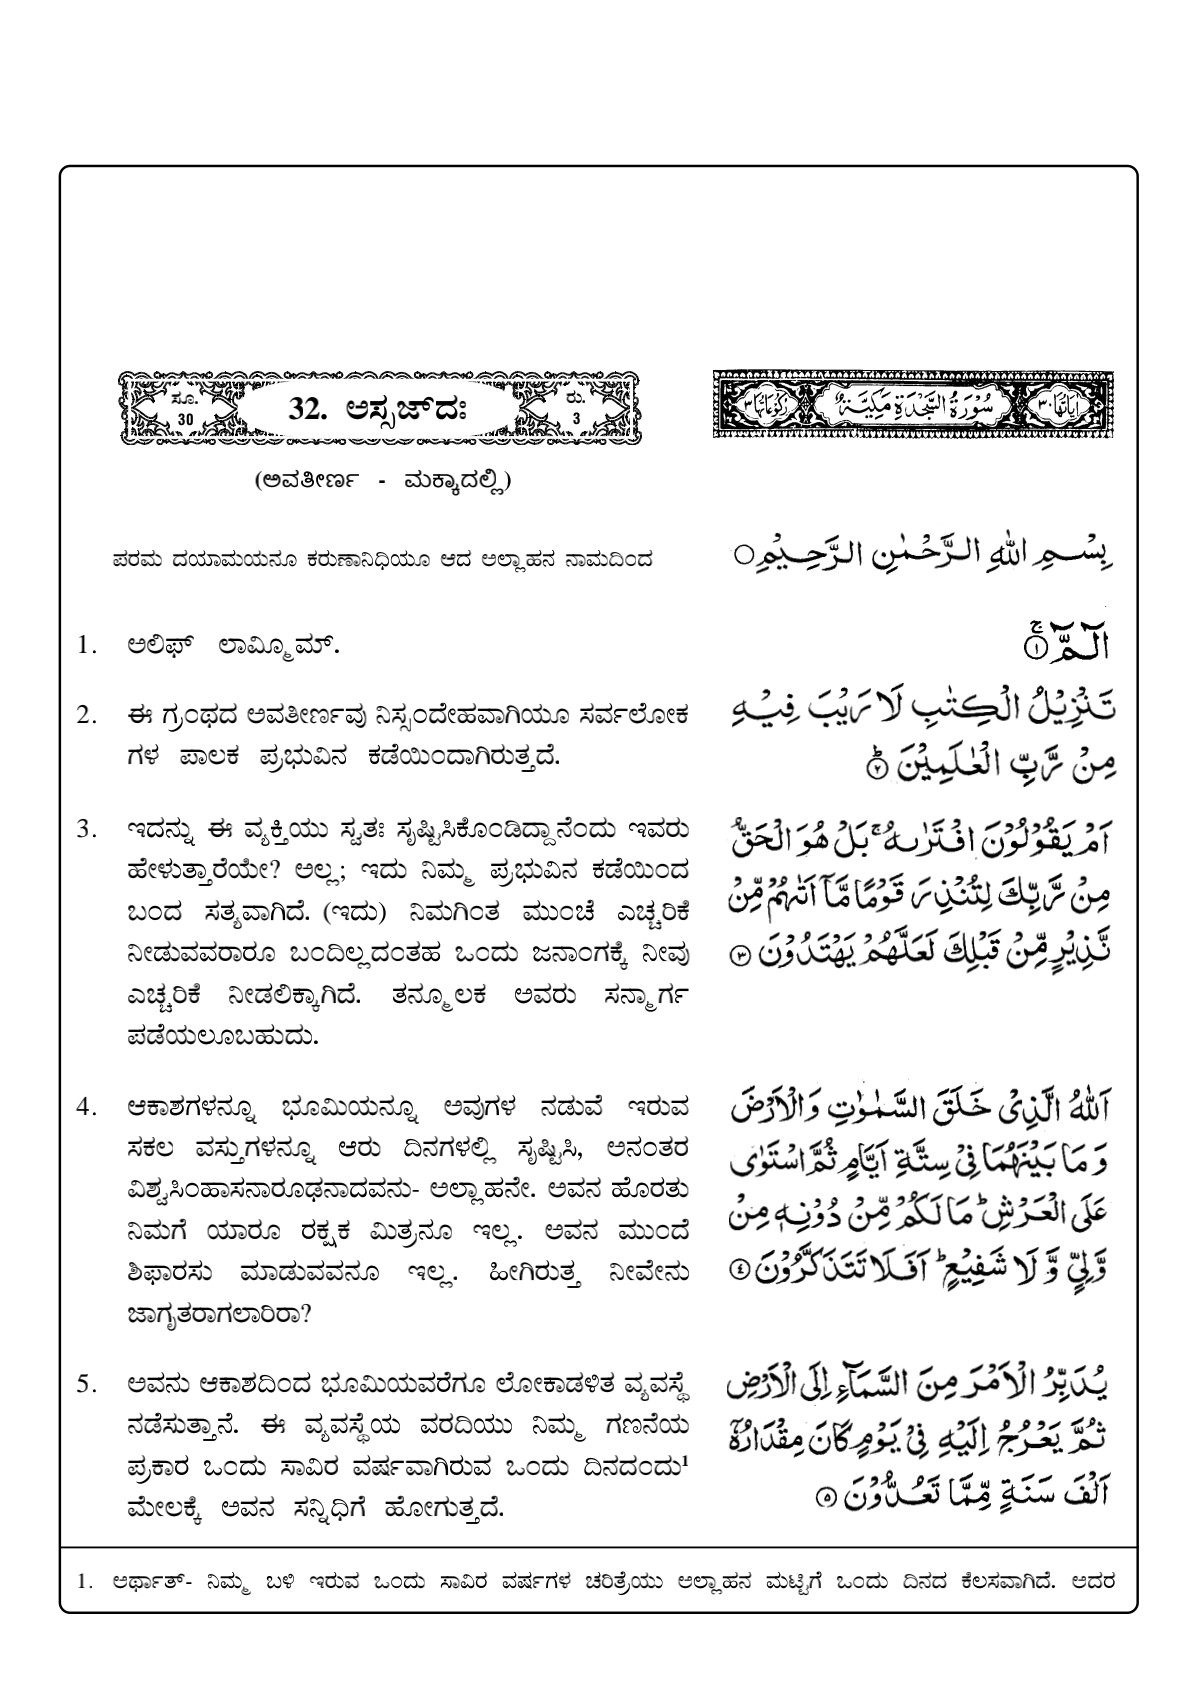 ಸೂ.
30
32. ಅಸ್ಸಜ್‌ದಃ
ರು.
3
اٰیَاتُهَا ٣٠
سُوْرَةُ السَّجْدَةِ مَكِّيَّةٌ
رُكُوْعَاتُهَا ٣
(ಅವತೀರ್ಣ - ಮಕ್ಕಾದಲ್ಲಿ)
ಪರಮ ದಯಾಮಯನೂ ಕರುಣಾನಿಧಿಯೂ ಆದ ಅಲ್ಲಾಹನ ನಾಮದಿಂದ
بِسْمِ اللّٰهِ الرَّحْمٰنِ الرَّحِيْمِ ○
1. ಅಲಿಫ್ ಲಾಮ್ಮಿಮ್.
الٓمّٓ ۚ ①
2. ಈ ಗ್ರಂಥದ ಅವತೀರ್ಣವು ನಿಸ್ಸಂದೇಹವಾಗಿಯೂ ಸರ್ವಲೋಕ
ಗಳ ಪಾಲಕ ಪ್ರಭುವಿನ ಕಡೆಯಿಂದಾಗಿರುತ್ತದೆ.
تَنْزِيْلُ الْكِتٰبِ لَا رَيْبَ فِيْهِ
مِنْ رَّبِّ الْعٰلَمِيْنَ ؕ ②
3. ಇದನ್ನು ಈ ವ್ಯಕ್ತಿಯು ಸ್ವತಃ ಸೃಷ್ಟಿಸಿಕೊಂಡಿದ್ದಾನೆಂದು ಇವರು
ಹೇಳುತ್ತಾರೆಯೇ? ಅಲ್ಲ; ಇದು ನಿಮ್ಮ ಪ್ರಭುವಿನ ಕಡೆಯಿಂದ
ಬಂದ ಸತ್ಯವಾಗಿದೆ. (ಇದು) ನಿಮಗಿಂತ ಮುಂಚೆ ಎಚ್ಚರಿಕೆ
ನೀಡುವವರಾರೂ ಬಂದಿಲ್ಲದಂತಹ ಒಂದು ಜನಾಂಗಕ್ಕೆ ನೀವು
ಎಚ್ಚರಿಕೆ ನೀಡಲಿಕ್ಕಾಗಿದೆ. ತನ್ಮೂಲಕ ಅವರು ಸನ್ಮಾರ್ಗ
ಪಡೆಯಲೂಬಹುದು.
اَمْ يَقُوْلُوْنَ افْتَرٰىهُ ۚ بَلْ هُوَ الْحَقُّ
مِنْ رَّبِّكَ لِتُنْذِرَ قَوْمًا مَّاۤ اَتٰىهُمْ مِّنْ
نَّذِيْرٍ مِّنْ قَبْلِكَ لَعَلَّهُمْ يَهْتَدُوْنَ ③
4. ಆಕಾಶಗಳನ್ನೂ ಭೂಮಿಯನ್ನೂ ಅವುಗಳ ನಡುವೆ ಇರುವ
ಸಕಲ ವಸ್ತುಗಳನ್ನೂ ಆರು ದಿನಗಳಲ್ಲಿ ಸೃಷ್ಟಿಸಿ, ಅನಂತರ
ವಿಶ್ವಸಿಂಹಾಸನಾರೂಢನಾದವನು- ಅಲ್ಲಾಹನೇ. ಅವನ ಹೊರತು
ನಿಮಗೆ ಯಾರೂ ರಕ್ಷಕ ಮಿತ್ರನೂ ಇಲ್ಲ. ಅವನ ಮುಂದೆ
ಶಿಫಾರಸು ಮಾಡುವವನೂ ಇಲ್ಲ. ಹೀಗಿರುತ್ತ ನೀವೇನು
ಜಾಗೃತರಾಗಲಾರಿರಾ?
اَللّٰهُ الَّذِيْ خَلَقَ السَّمٰوٰتِ وَالْاَرْضَ
وَمَا بَيْنَهُمَا فِيْ سِتَّةِ اَيَّامٍ ثُمَّ اسْتَوٰى
عَلَى الْعَرْشِ ؕ مَا لَكُمْ مِّنْ دُوْنِهٖ مِنْ
وَّلِيٍّ وَّلَا شَفِيْعٍ ؕ اَفَلَا تَتَذَكَّرُوْنَ ④
5. ಅವನು ಆಕಾಶದಿಂದ ಭೂಮಿಯವರೆಗೂ ಲೋಕಾಡಳಿತ ವ್ಯವಸ್ಥೆ
ನಡೆಸುತ್ತಾನೆ. ಈ ವ್ಯವಸ್ಥೆಯ ವರದಿಯು ನಿಮ್ಮ ಗಣನೆಯ
ಪ್ರಕಾರ ಒಂದು ಸಾವಿರ ವರ್ಷವಾಗಿರುವ ಒಂದು ದಿನದಂದು¹
ಮೇಲಕ್ಕೆ ಅವನ ಸನ್ನಿಧಿಗೆ ಹೋಗುತ್ತದೆ.
يُدَبِّرُ الْاَمْرَ مِنَ السَّمَآءِ اِلَى الْاَرْضِ
ثُمَّ يَعْرُجُ اِلَيْهِ فِيْ يَوْمٍ كَانَ مِقْدَارُهٗۤ
اَلْفَ سَنَةٍ مِّمَّا تَعُدُّوْنَ ⑤
1. ಅರ್ಥಾತ್- ನಿಮ್ಮ ಬಳಿ ಇರುವ ಒಂದು ಸಾವಿರ ವರ್ಷಗಳ ಚರಿತ್ರೆಯು ಅಲ್ಲಾಹನ ಮಟ್ಟಿಗೆ ಒಂದು ದಿನದ ಕೆಲಸವಾಗಿದೆ. ಅದರ